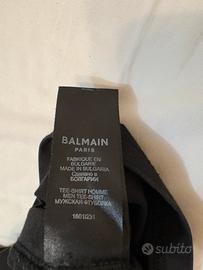 BALMAIN
PARIS
FABRIQUÉ EN
BULGARIE
MADE IN BULGARIA
Сделано в
БОЛГАРИИ
TEE-SHIRT HOMME
MEN TEE-SHIRT
МУЖСКАЯ ФУТБОЛКА
subito